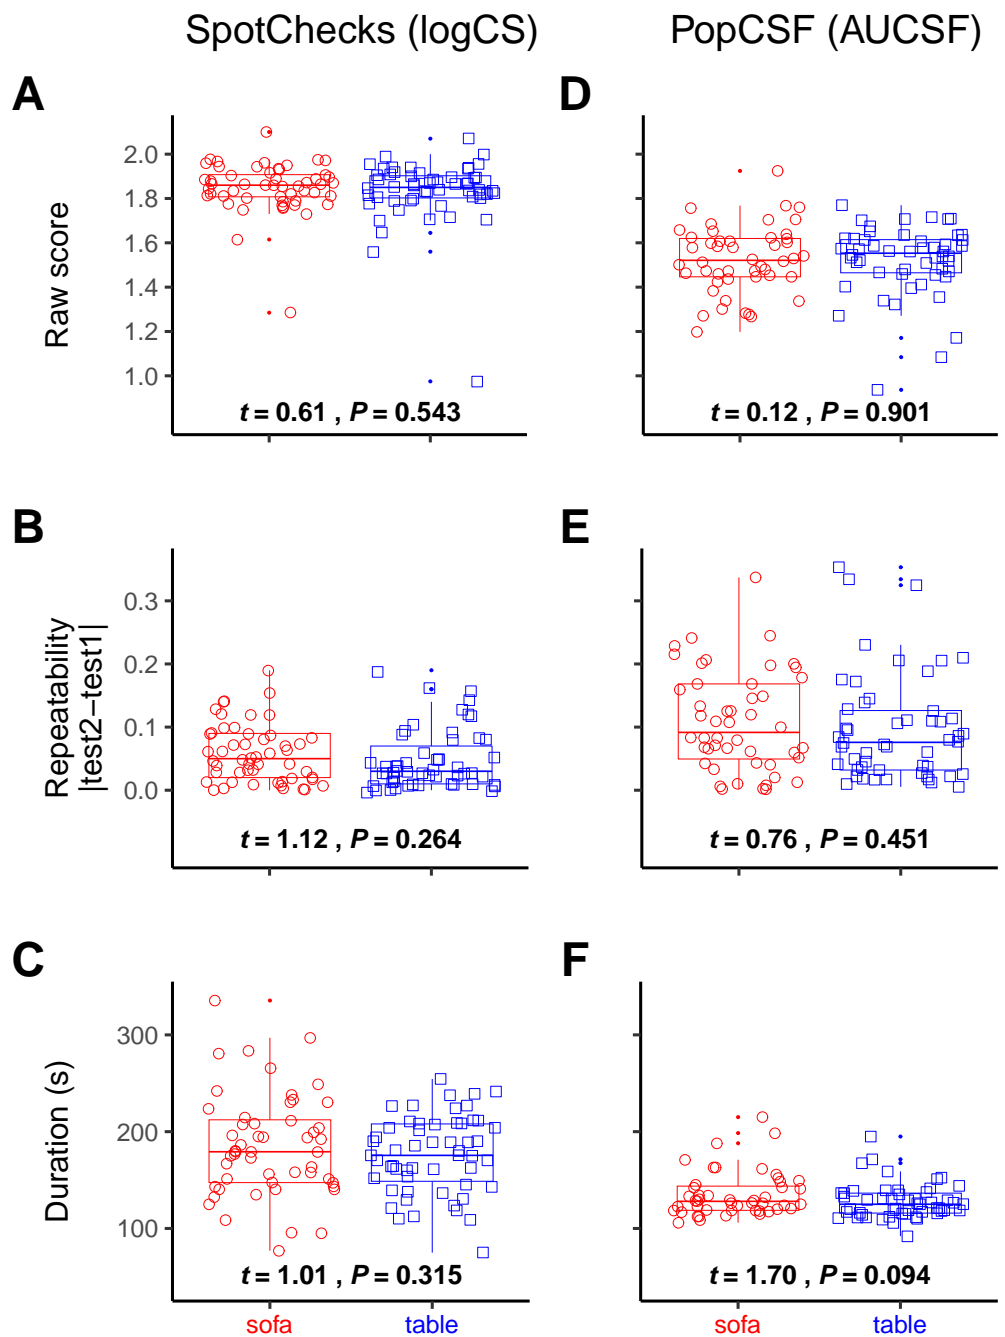 SpotChecks (logCS)
PopCSF (AUCSF)
A
D
Raw score
2.0
1.8
1.6
1.4
1.2
1.0
t = 0.61 , P = 0.543
t = 0.12 , P = 0.901
B
E
Repeatability
|test2−test1|
0.3
0.2
0.1
0.0
t = 1.12 , P = 0.264
t = 0.76 , P = 0.451
C
F
Duration (s)
300
200
100
t = 1.01 , P = 0.315
t = 1.70 , P = 0.094
sofa
table
sofa
table